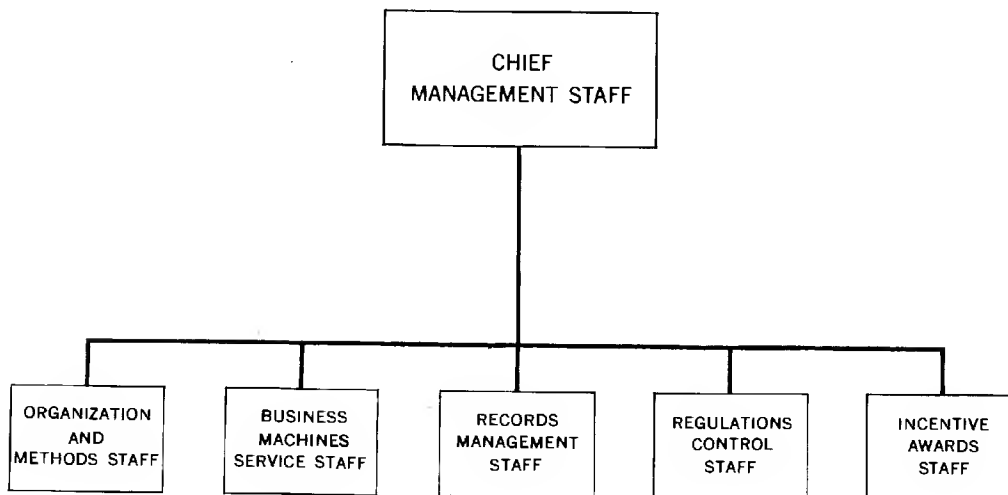 CHIEF
MANAGEMENT STAFF
ORGANIZATION
AND
METHODS STAFF
BUSINESS
MACHINES
SERVICE STAFF
RECORDS
MANAGEMENT
STAFF
REGULATIONS
CONTROL
STAFF
INCENTIVE
AWARDS
STAFF